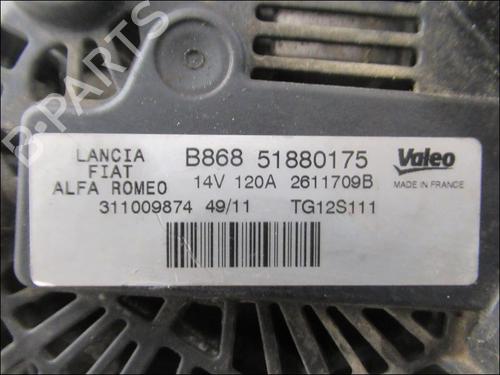 B-PARTS
LANCIA
FIAT
ALFA ROMEO
B868 51880175
14V 120A 2611709B
311009874 49/11 TG12S111
Valeo
MADE IN FRANCE